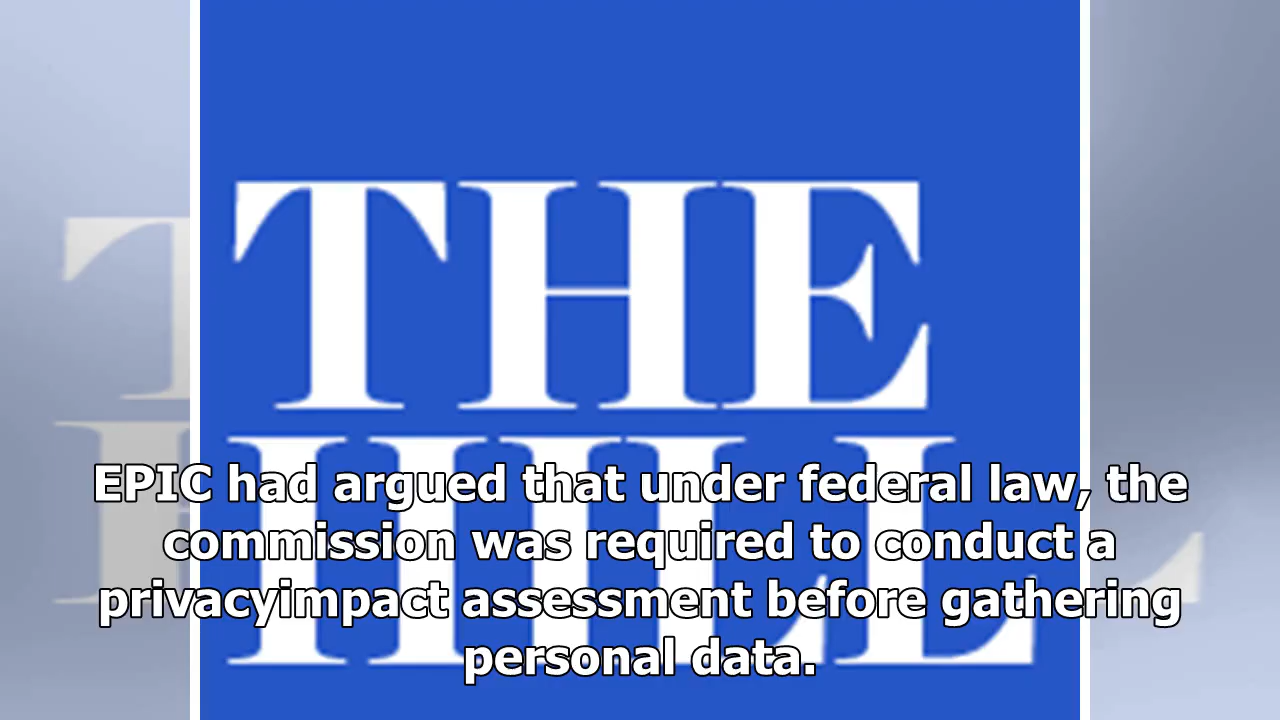 THE
HILL
EPIC had argued that under federal law, the
commission was required to conduct a
privacyimpact assessment before gathering
personal data.